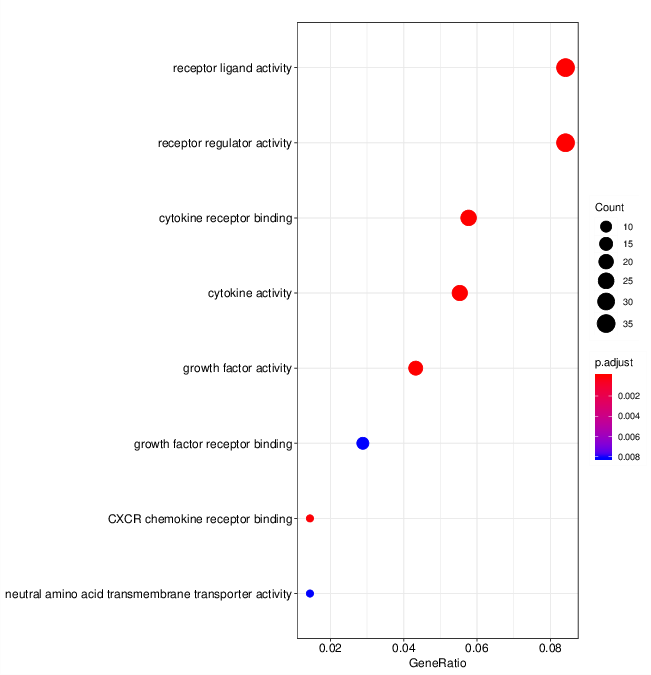 receptor ligand activity
receptor regulator activity
cytokine receptor binding
cytokine activity
growth factor activity
growth factor receptor binding
CXCR chemokine receptor binding
neutral amino acid transmembrane transporter activity
0.02 0.04 0.06 0.08
GeneRatio
Count
10
15
20
25
30
35
p.adjust
0.002
0.004
0.006
0.008